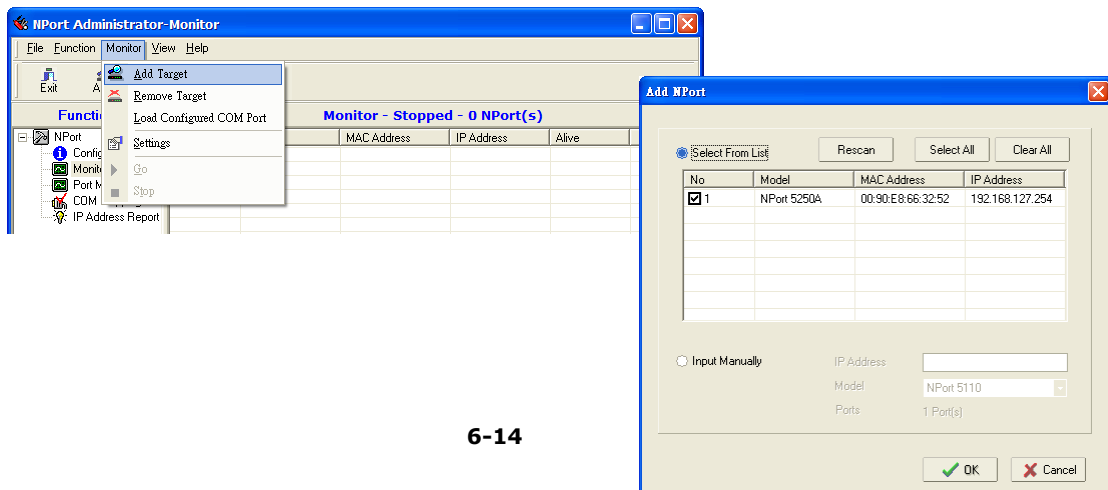 NPort Administrator-Monitor
File Function Monitor View Help
Exit
Add Target
Remove Target
Load Configured COM Port
Settings
Go
Stop
Monitor - Stopped - 0 NPort(s)
MAC Address IP Address Alive
NPort
COM
IP Address Report
Add NPort
Select From List Rescan Select All Clear All
No Model MAC Address IP Address
1 NPort 5250A 00:90:E8:66:32:52 192.168.127.254
Input Manually
IP Address
Model NPort 5110
Ports 1 Port(s)
OK Cancel
6-14